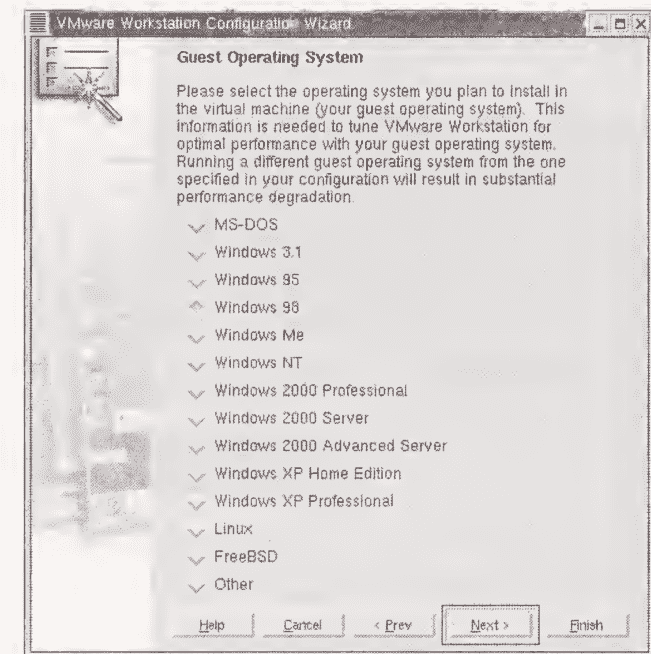 VMware Workstation Configuration Wizard
Guest Operating System
Please select the operating system you plan to install in
the virtual machine (your guest operating system). This
information is needed to tune VMware Workstation for
optimal performance with your guest operating system.
Running a different guest operating system from the one
specified in your configuration will result in substantial
performance degradation.
MS-DOS
Windows 3.1
Windows 95
Windows 98
Windows Me
Windows NT
Windows 2000 Professional
Windows 2000 Server
Windows 2000 Advanced Server
Windows XP Home Edition
Windows XP Professional
Linux
FreeBSD
Other
Help Cancel < Prev Next > Finish